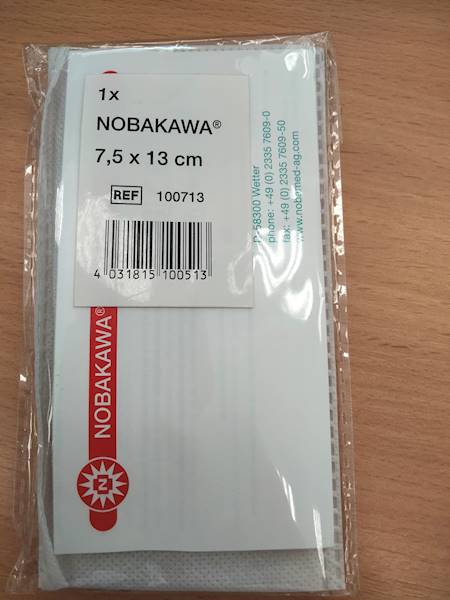 1x
NOBAKAWA®
7,5 x 13 cm
REF 100713
4 031815 100513
NOBAKAWA®
N
D-58300 Wetter
phone: +49 (0) 2335 7609-0
fax: +49 (0) 2335 7609-50
www.nobamed-ag.com